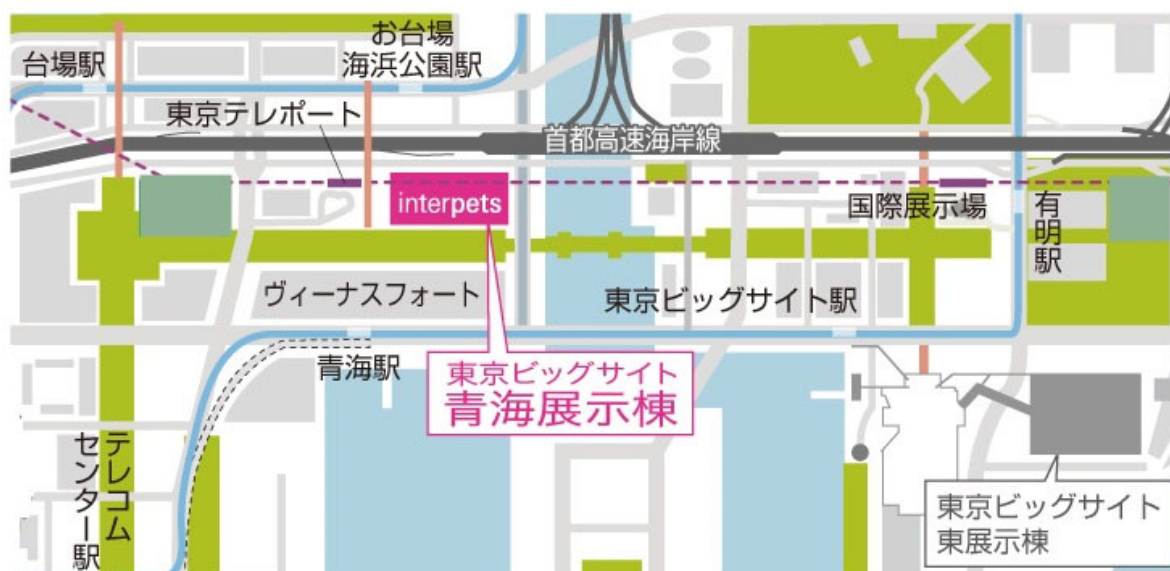 台場駅
お台場
海浜公園駅
東京テレポート
首都高速海岸線
interpets
国際展示場
有明駅
ヴィーナスフォート
東京ビッグサイト駅
青海駅
東京ビッグサイト
青海展示棟
テレコム
センター駅
東京ビッグサイト
東展示棟